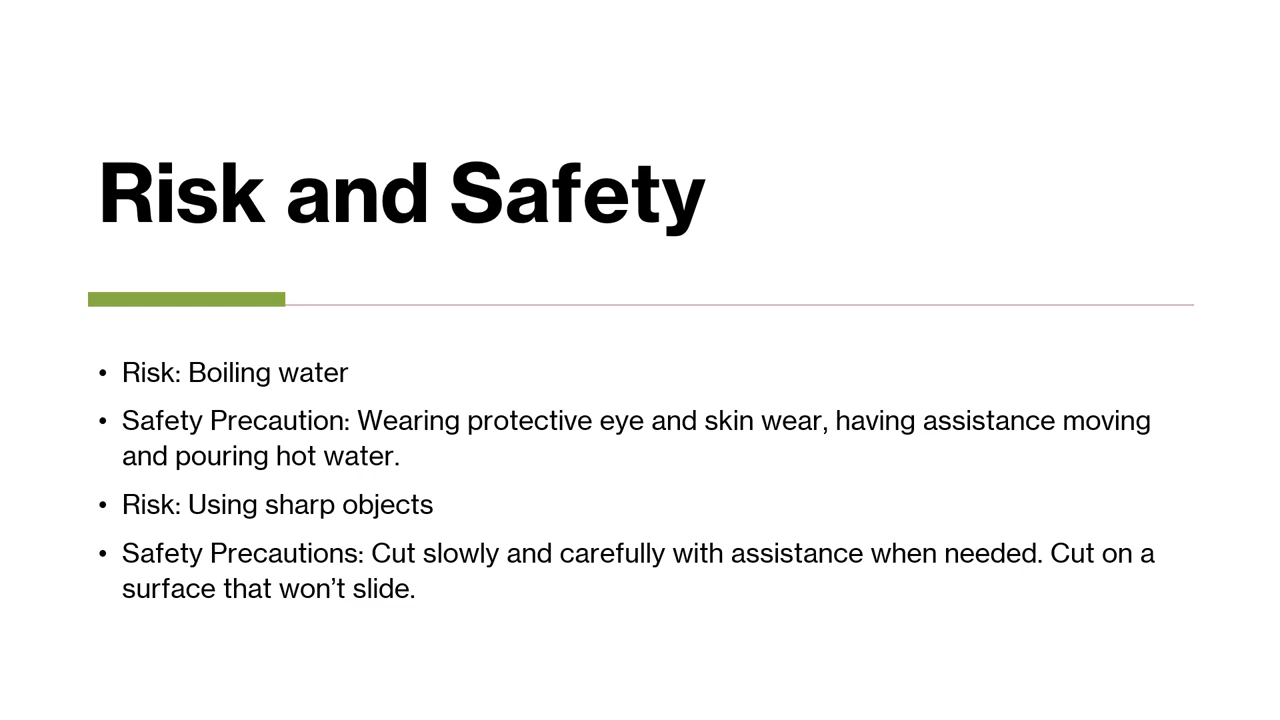 Risk and Safety
• Risk: Boiling water
• Safety Precaution: Wearing protective eye and skin wear, having assistance moving
and pouring hot water.
• Risk: Using sharp objects
• Safety Precautions: Cut slowly and carefully with assistance when needed. Cut on a
surface that won’t slide.